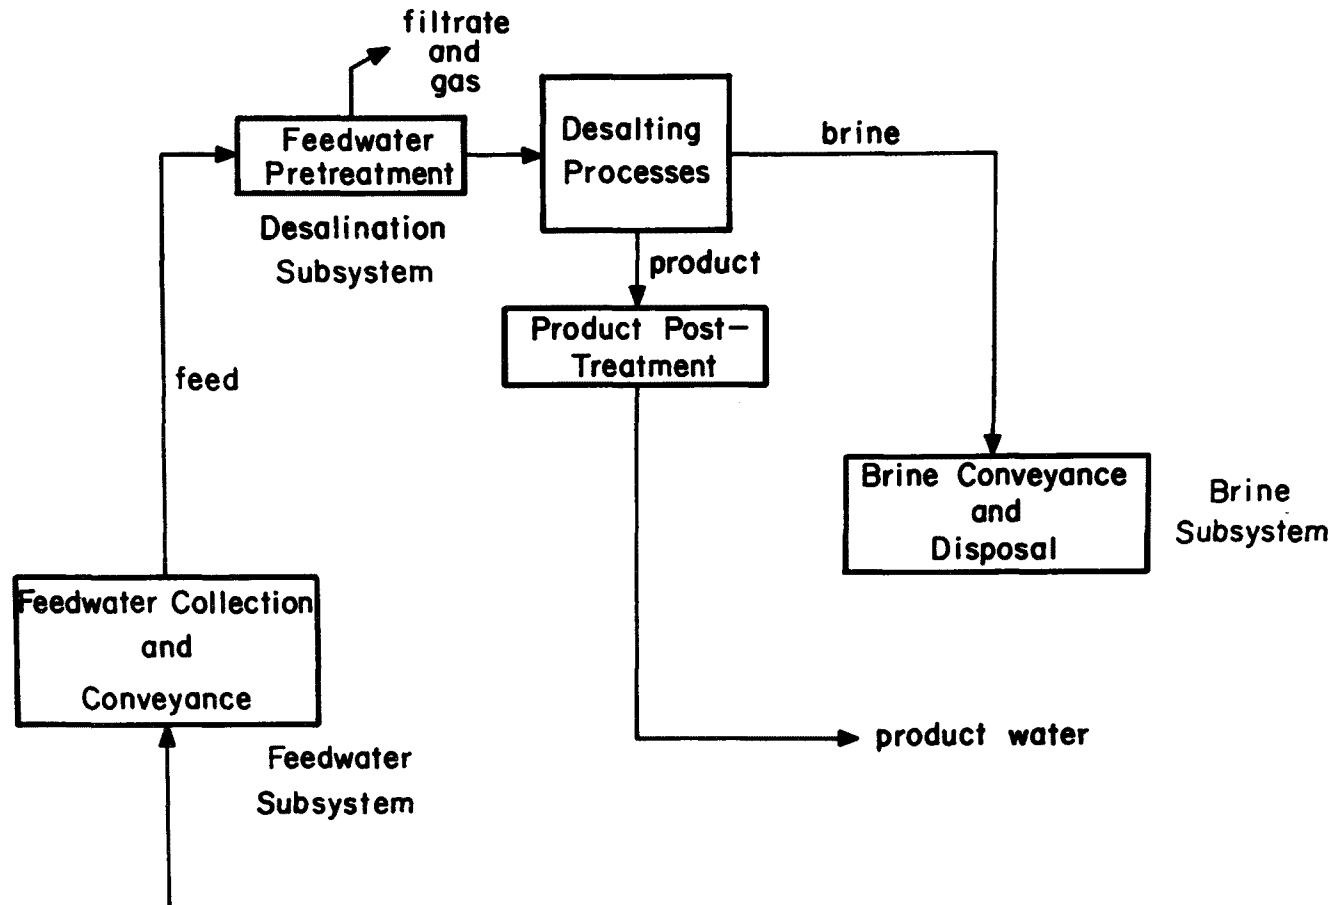 filtrate
and
gas
Feedwater
Pretreatment
Desalination
Subsystem
Desalting
Processes
brine
product
Product Post-
Treatment
feed
Brine Conveyance
and
Disposal
Brine
Subsystem
Feedwater Collection
and
Conveyance
Feedwater
Subsystem
product water